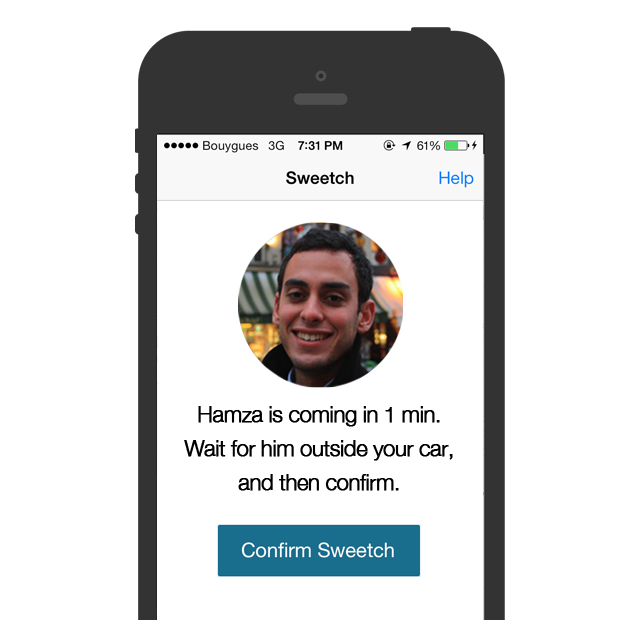 Bouygues 3G 7:31 PM 61%
Sweetch Help
Hamza is coming in 1 min.
Wait for him outside your car,
and then confirm.
Confirm Sweetch